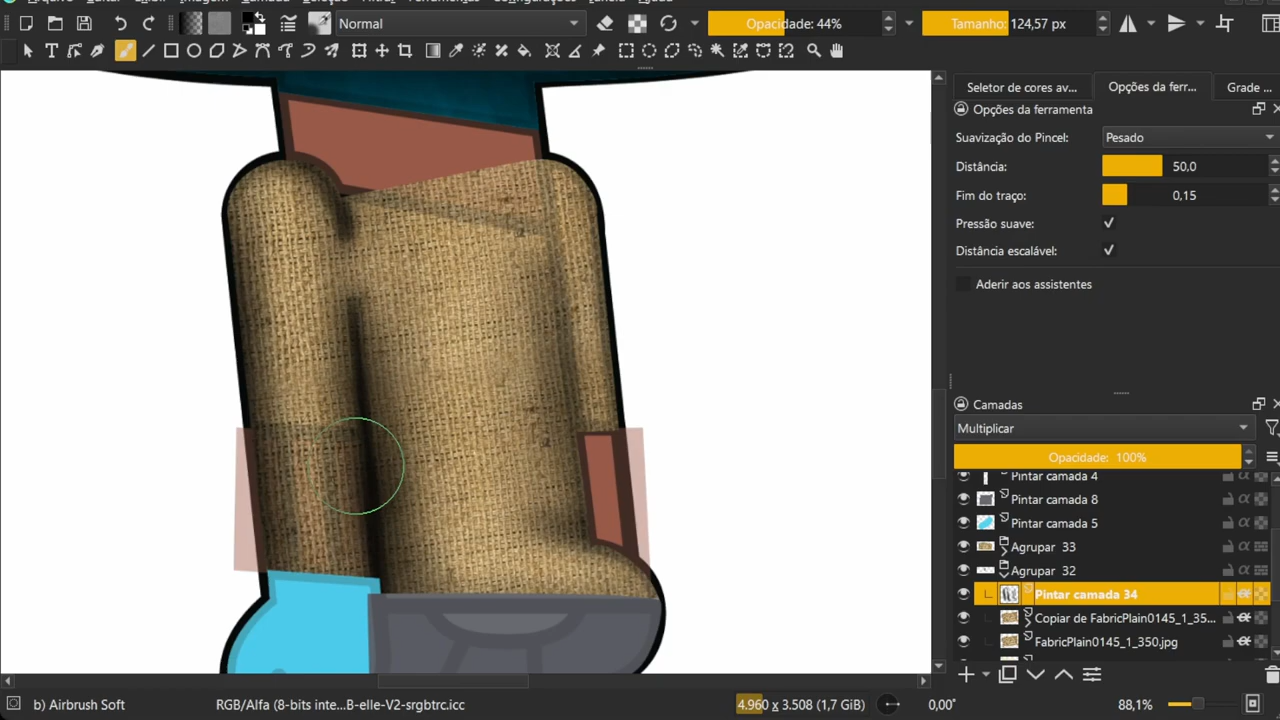 Normal
Opacidade: 44%
Tamanho: 124,57 px
Seletor de cores av...
Opções da ferr...
Grade ...
Opções da ferramenta
Suavização do Pincel:
Pesado
Distância:
50,0
Fim do traço:
0,15
Pressão suave:
Distância escalável:
Aderir aos assistentes
Camadas
Multiplicar
Opacidade: 100%
Pintar camada 4
Pintar camada 8
Pintar camada 5
Agrupar 33
Agrupar 32
Pintar camada 34
Copiar de FabricPlain0145_1_35...
FabricPlain0145_1_350.jpg
b) Airbrush Soft
RGB/Alfa (8-bits inte...B-elle-V2-srgbtrc.icc
4.960 x 3.508 (1,7 GiB)
0,00°
88,1%